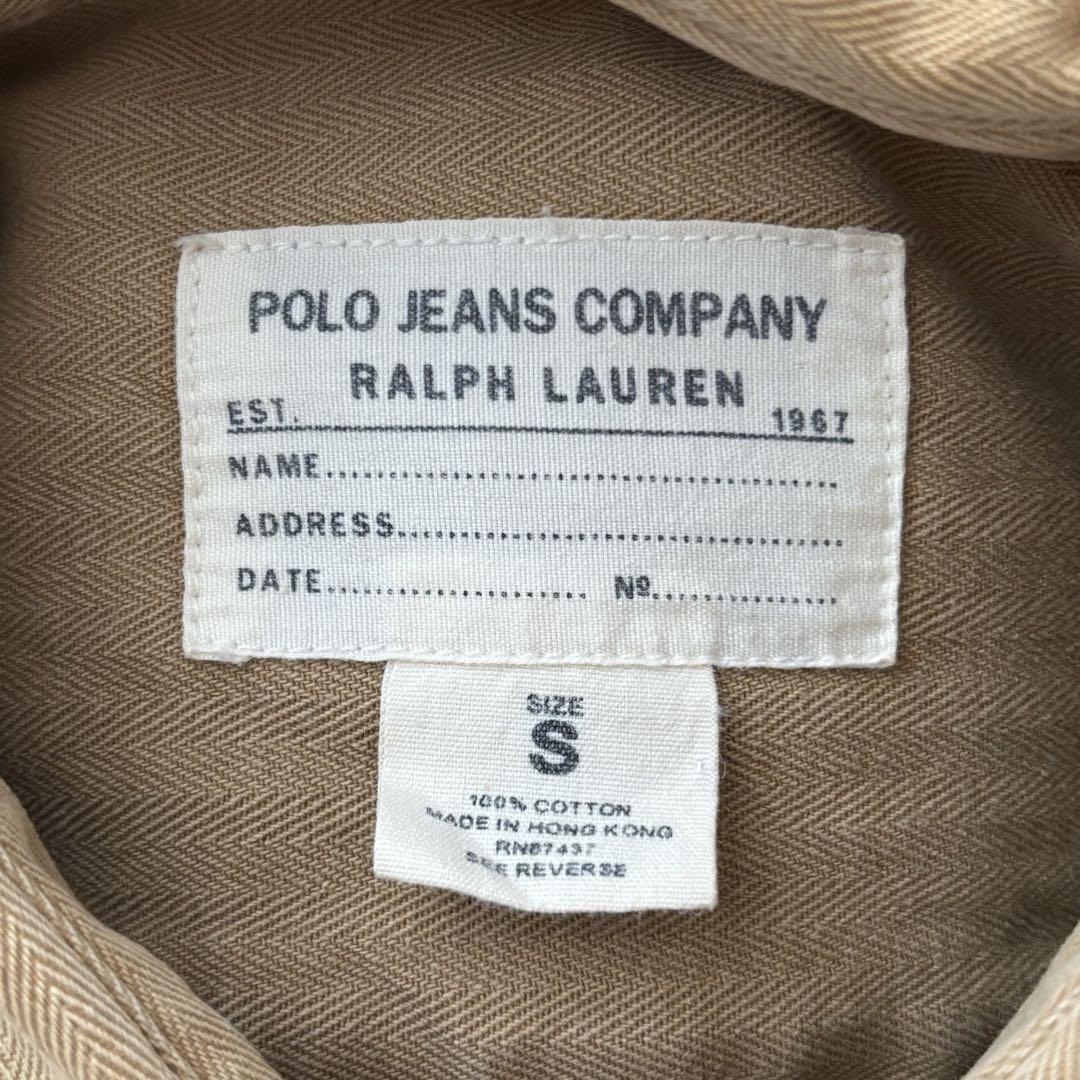 POLO JEANS COMPANY
RALPH LAUREN
EST. 1967
NAME........................................
ADDRESS...................................
DATE..................... Nº...............
SIZE
S
100% COTTON
MADE IN HONG KONG
RN87437
SEE REVERSE